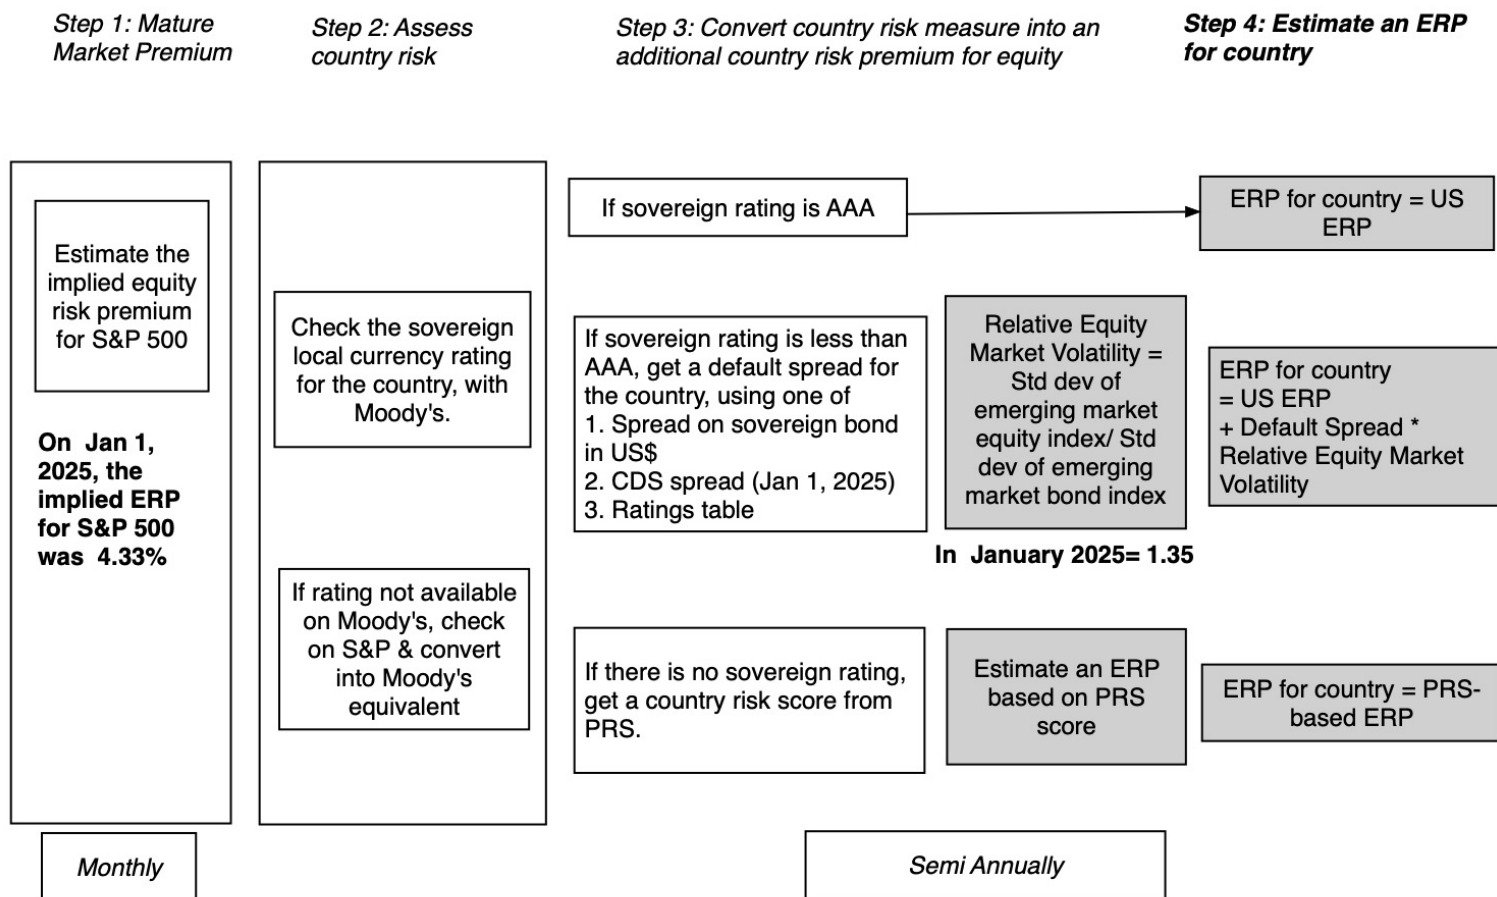 Step 1: Mature
Market Premium
Step 2: Assess
country risk
Step 3: Convert country risk measure into an
additional country risk premium for equity
Step 4: Estimate an ERP
for country
Estimate the
implied equity
risk premium
for S&P 500
On  Jan 1,
2025, the
implied ERP
for S&P 500
was  4.33%
Check the sovereign
local currency rating
for the country, with
Moody's.
If rating not available
on Moody's, check
on S&P & convert
into Moody's
equivalent
If sovereign rating is AAA
ERP for country = US
ERP
If sovereign rating is less than
AAA, get a default spread for
the country, using one of
1. Spread on sovereign bond
in US$
2. CDS spread (Jan 1, 2025)
3. Ratings table
Relative Equity
Market Volatility =
Std dev of
emerging market
equity index/ Std
dev of emerging
market bond index
In  January 2025= 1.35
ERP for country
= US ERP
+ Default Spread *
Relative Equity Market
Volatility
If there is no sovereign rating,
get a country risk score from
PRS.
Estimate an ERP
based on PRS
score
ERP for country = PRS-
based ERP
Monthly
Semi Annually